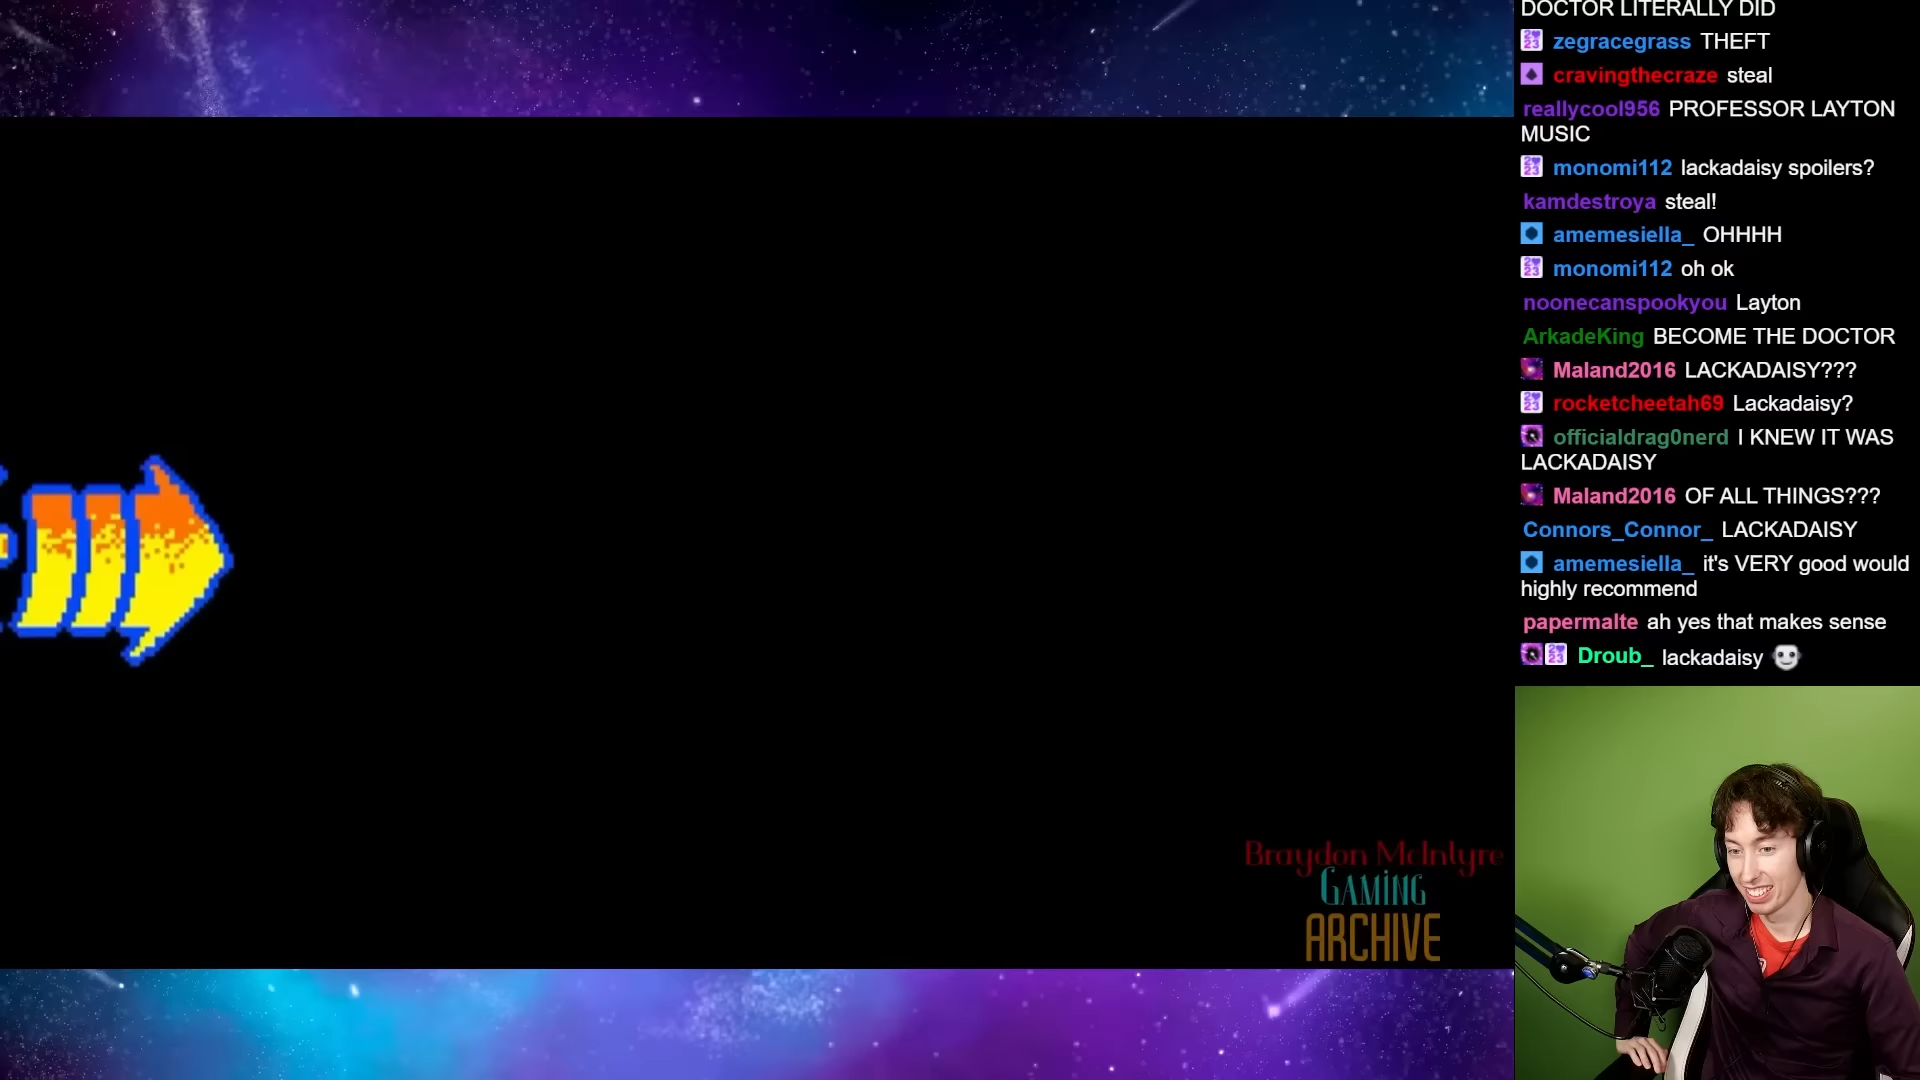 DOCTOR LITERALLY DID
zegracegrass THEFT
cravingthecraze steal
reallycool956 PROFESSOR LAYTON
MUSIC
monomi112 lackadaisy spoilers?
kamdestroya steal!
amemesiella_ OHHHH
monomi112 oh ok
noonecanspookyou Layton
ArkadeKing BECOME THE DOCTOR
Maland2016 LACKADAISY???
rocketcheetah69 Lackadaisy?
officialdrag0nerd I KNEW IT WAS
LACKADAISY
Maland2016 OF ALL THINGS???
Connors_Connor_ LACKADAISY
amemesiella_ it's VERY good would
highly recommend
papermalte ah yes that makes sense
Droub_ lackadaisy
Braydon McIntyre
GAMING
ARCHIVE